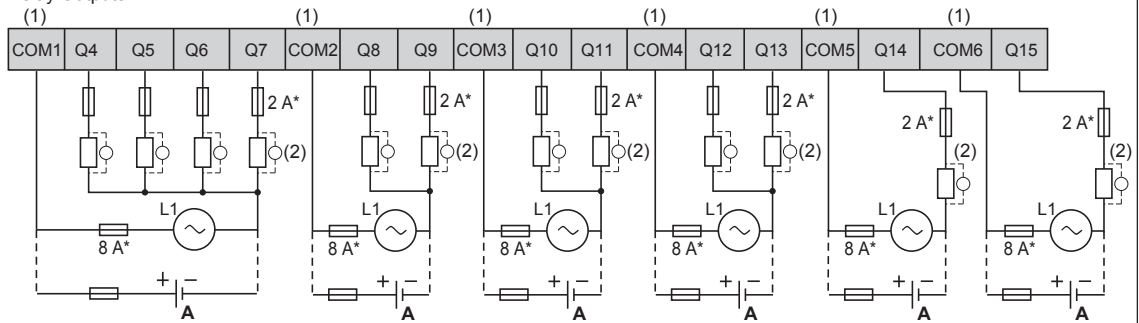 (1) (1) (1) (1) (1) (1)
COM1 Q4 Q5 Q6 Q7 COM2 Q8 Q9 COM3 Q10 Q11 COM4 Q12 Q13 COM5 Q14 COM6 Q15
2 A* 2 A* 2 A* 2 A* 2 A* 2 A*
(2) (2) (2) (2) (2) (2)
L1 L1 L1 L1 L1 L1
8 A* 8 A* 8 A* 8 A* 8 A* 8 A*
+ − + − + − + − + − + −
A A A A A A